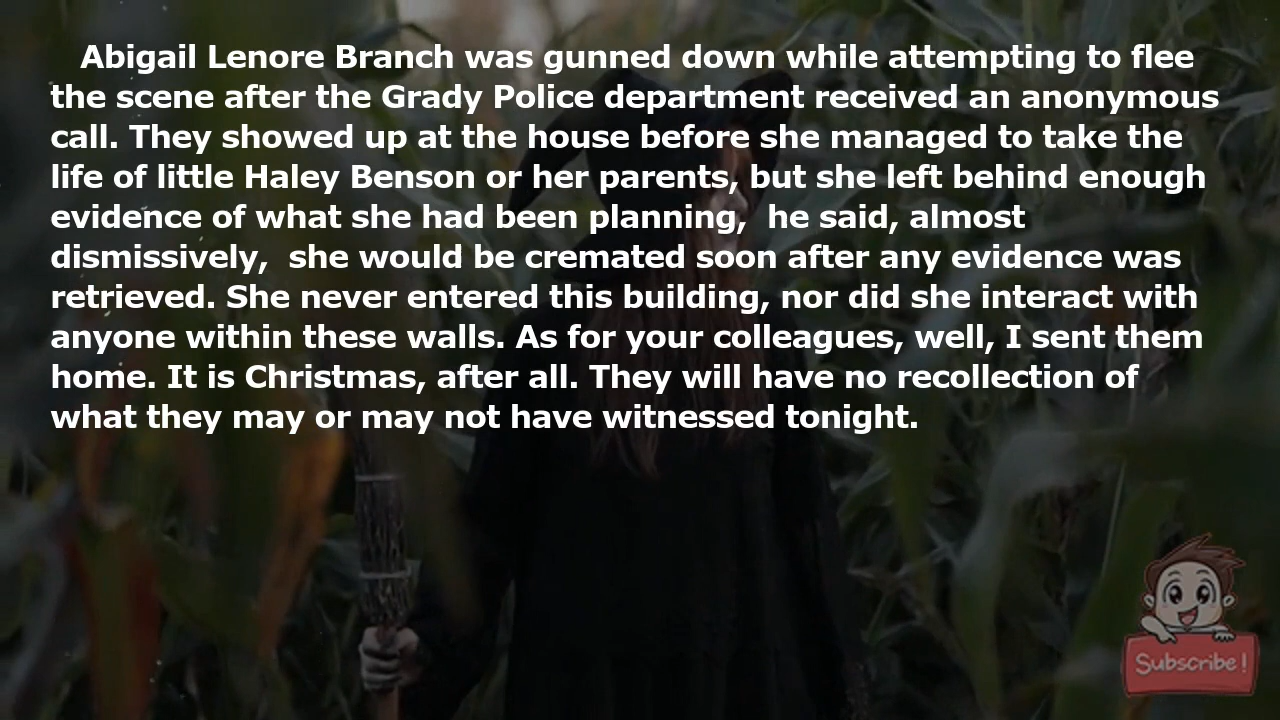 Abigail Lenore Branch was gunned down while attempting to flee
the scene after the Grady Police department received an anonymous
call. They showed up at the house before she managed to take the
life of little Haley Benson or her parents, but she left behind enough
evidence of what she had been planning,  he said, almost
dismissively,  she would be cremated soon after any evidence was
retrieved. She never entered this building, nor did she interact with
anyone within these walls. As for your colleagues, well, I sent them
home. It is Christmas, after all. They will have no recollection of
what they may or may not have witnessed tonight.
Subscribe!